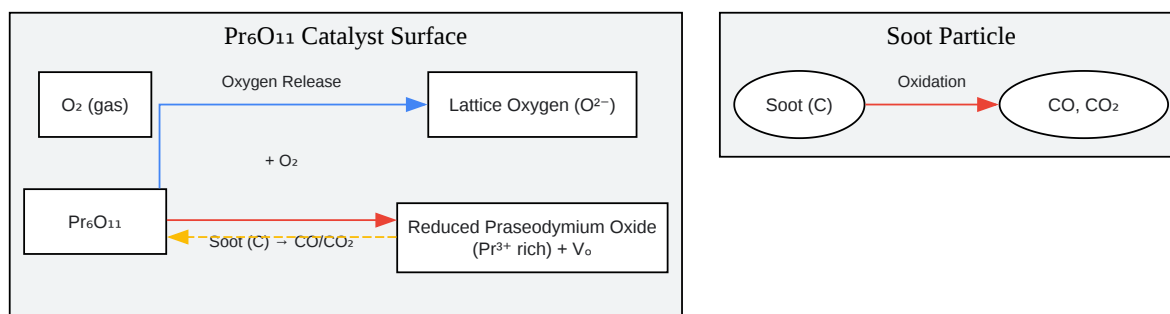 Pr₆O₁₁ Catalyst Surface
O₂ (gas)
Oxygen Release
Lattice Oxygen (O²⁻)
+ O₂
Pr₆O₁₁
Soot (C) → CO/CO₂
Reduced Praseodymium Oxide
(Pr³⁺ rich) + Vₒ
Soot Particle
Soot (C)
Oxidation
CO, CO₂